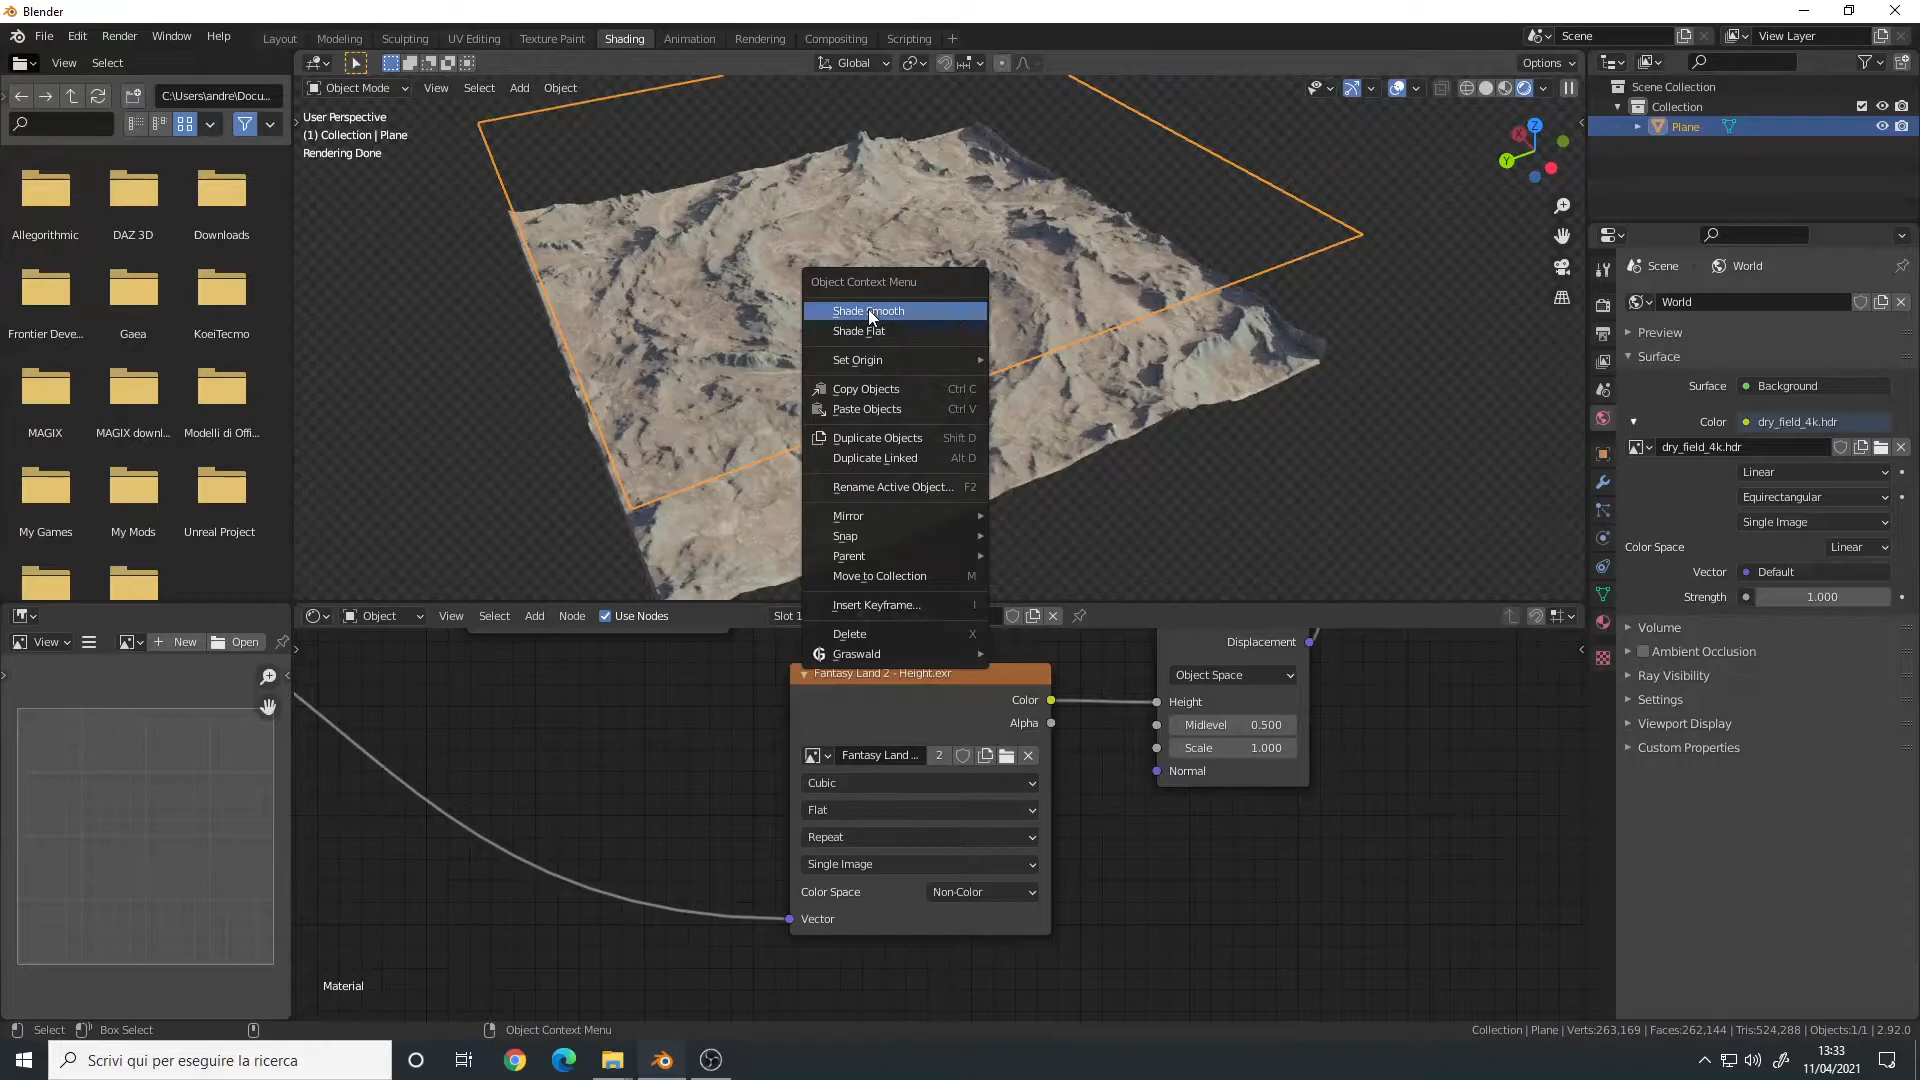 Blender
File Edit Render Window Help
Layout Modeling Sculpting UV Editing Texture Paint Shading Animation Rendering Compositing Scripting
Scene View Layer
View Select
Global
Options
C:\Users\andre\Docu...
Object Mode View Select Add Object
User Perspective
(1) Collection | Plane
Rendering Done
Z
X
Y
Scene Collection
Collection
Plane
Allegorithmic DAZ 3D Downloads
Frontier Deve... Gaea KoeiTecmo
MAGIX MAGIX downl... Modelli di Offi...
My Games My Mods Unreal Project
Object Context Menu
Shade Smooth
Shade Flat
Set Origin
Copy Objects Ctrl C
Paste Objects Ctrl V
Duplicate Objects Shift D
Duplicate Linked Alt D
Rename Active Object... F2
Mirror
Snap
Parent
Move to Collection M
Insert Keyframe... I
Delete X
Graswald
Scene World
World
Preview
Surface
Surface Background
Color dry_field_4k.hdr
dry_field_4k.hdr
Linear
Equirectangular
Single Image
Color Space Linear
Vector Default
Strength 1.000
Volume
Ambient Occlusion
Ray Visibility
Settings
Viewport Display
Custom Properties
View New Open
Object View Select Add Node Use Nodes Slot 1
Fantasy Land 2 - Height.exr
Color
Alpha
Fantasy Land ... 2
Cubic
Flat
Repeat
Single Image
Color Space Non-Color
Vector
Displacement
Object Space
Height
Midlevel 0.500
Scale 1.000
Normal
Material
Select Box Select Object Context Menu
Collection | Plane | Verts:263,169 | Faces:262,144 | Tris:524,288 | Objects:1/1 | 2.92.0
Scrivi qui per eseguire la ricerca
13:33
11/04/2021